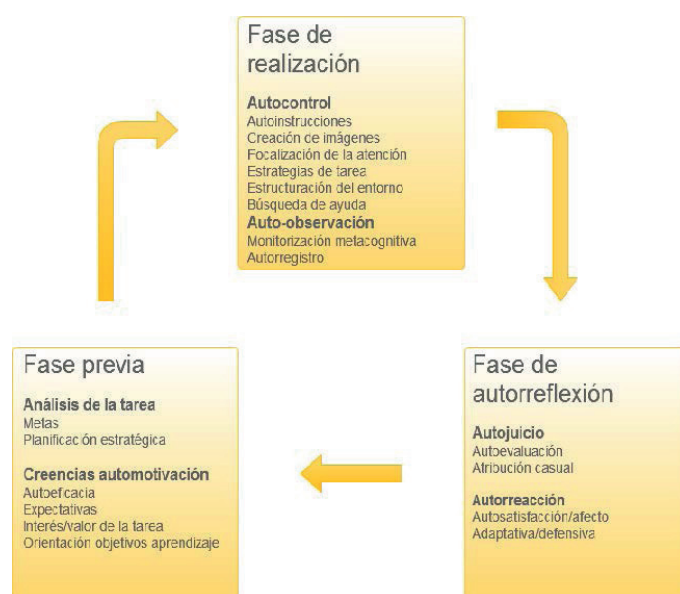 Fase de
realización
Autocontrol
Autoinstrucciones
Creación de imágenes
Focalización de la atención
Estrategias de tarea
Estructuración del entorno
Búsqueda de ayuda
Auto-observación
Monitorización metacognitiva
Autorregistro
Fase previa
Análisis de la tarea
Metas
Planificación estratégica
Creencias automotivación
Autoeficacia
Expectativas
Interés/valor de la tarea
Orientación objetivos aprendizaje
Fase de
autorreflexión
Autojuicio
Autoevaluación
Atribución casual
Autorreacción
Autosatisfacción/afecto
Adaptativa/defensiva